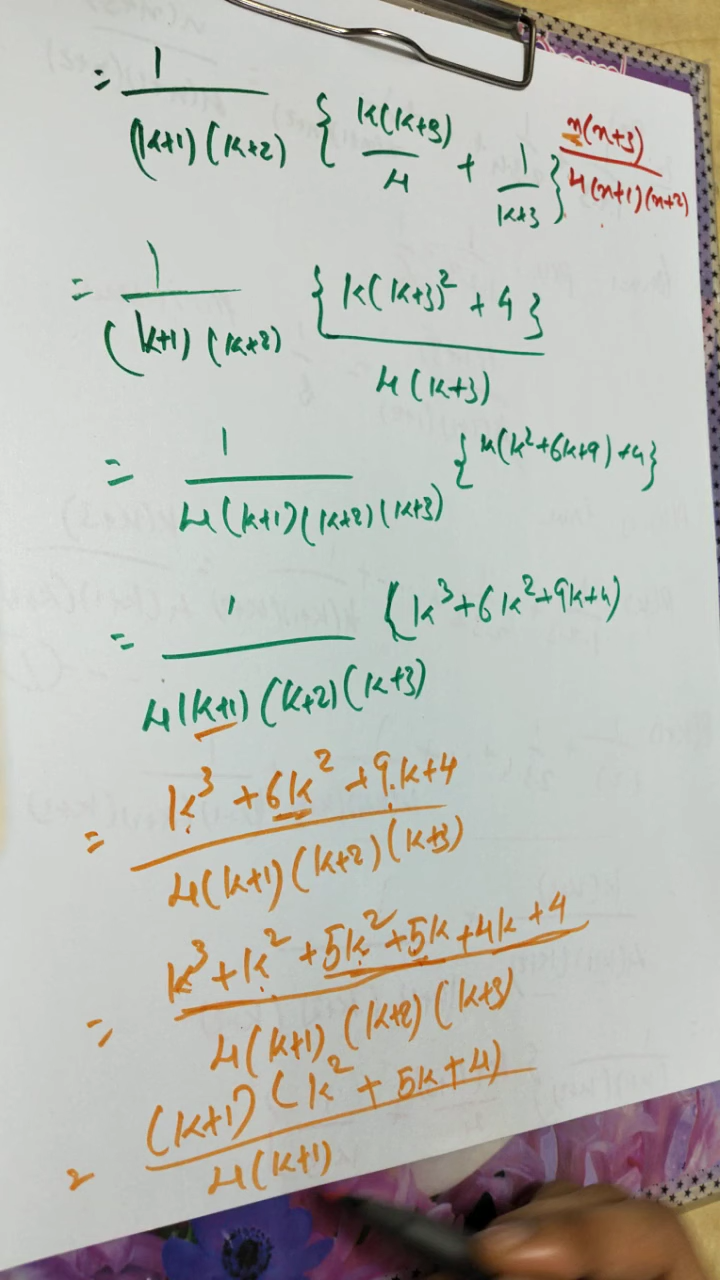 = 1/((k+1)(k+2)) { k(k+3)/4 + 1/(k+3) }
n(n+3)/(4(n+1)(n+2))
= 1/((k+1)(k+2)) {k(k+3)² + 4}/(4(k+3))
= 1/(4(k+1)(k+2)(k+3)) {k(k²+6k+9)+4}
= 1/(4(k+1)(k+2)(k+3)) (k³+6k²+9k+4)
= (k³+6k²+9k+4)/(4(k+1)(k+2)(k+3))
= (k³+k²+5k²+5k+4k+4)/(4(k+1)(k+2)(k+3))
= (k+1)(k²+5k+4)/(4(k+1)